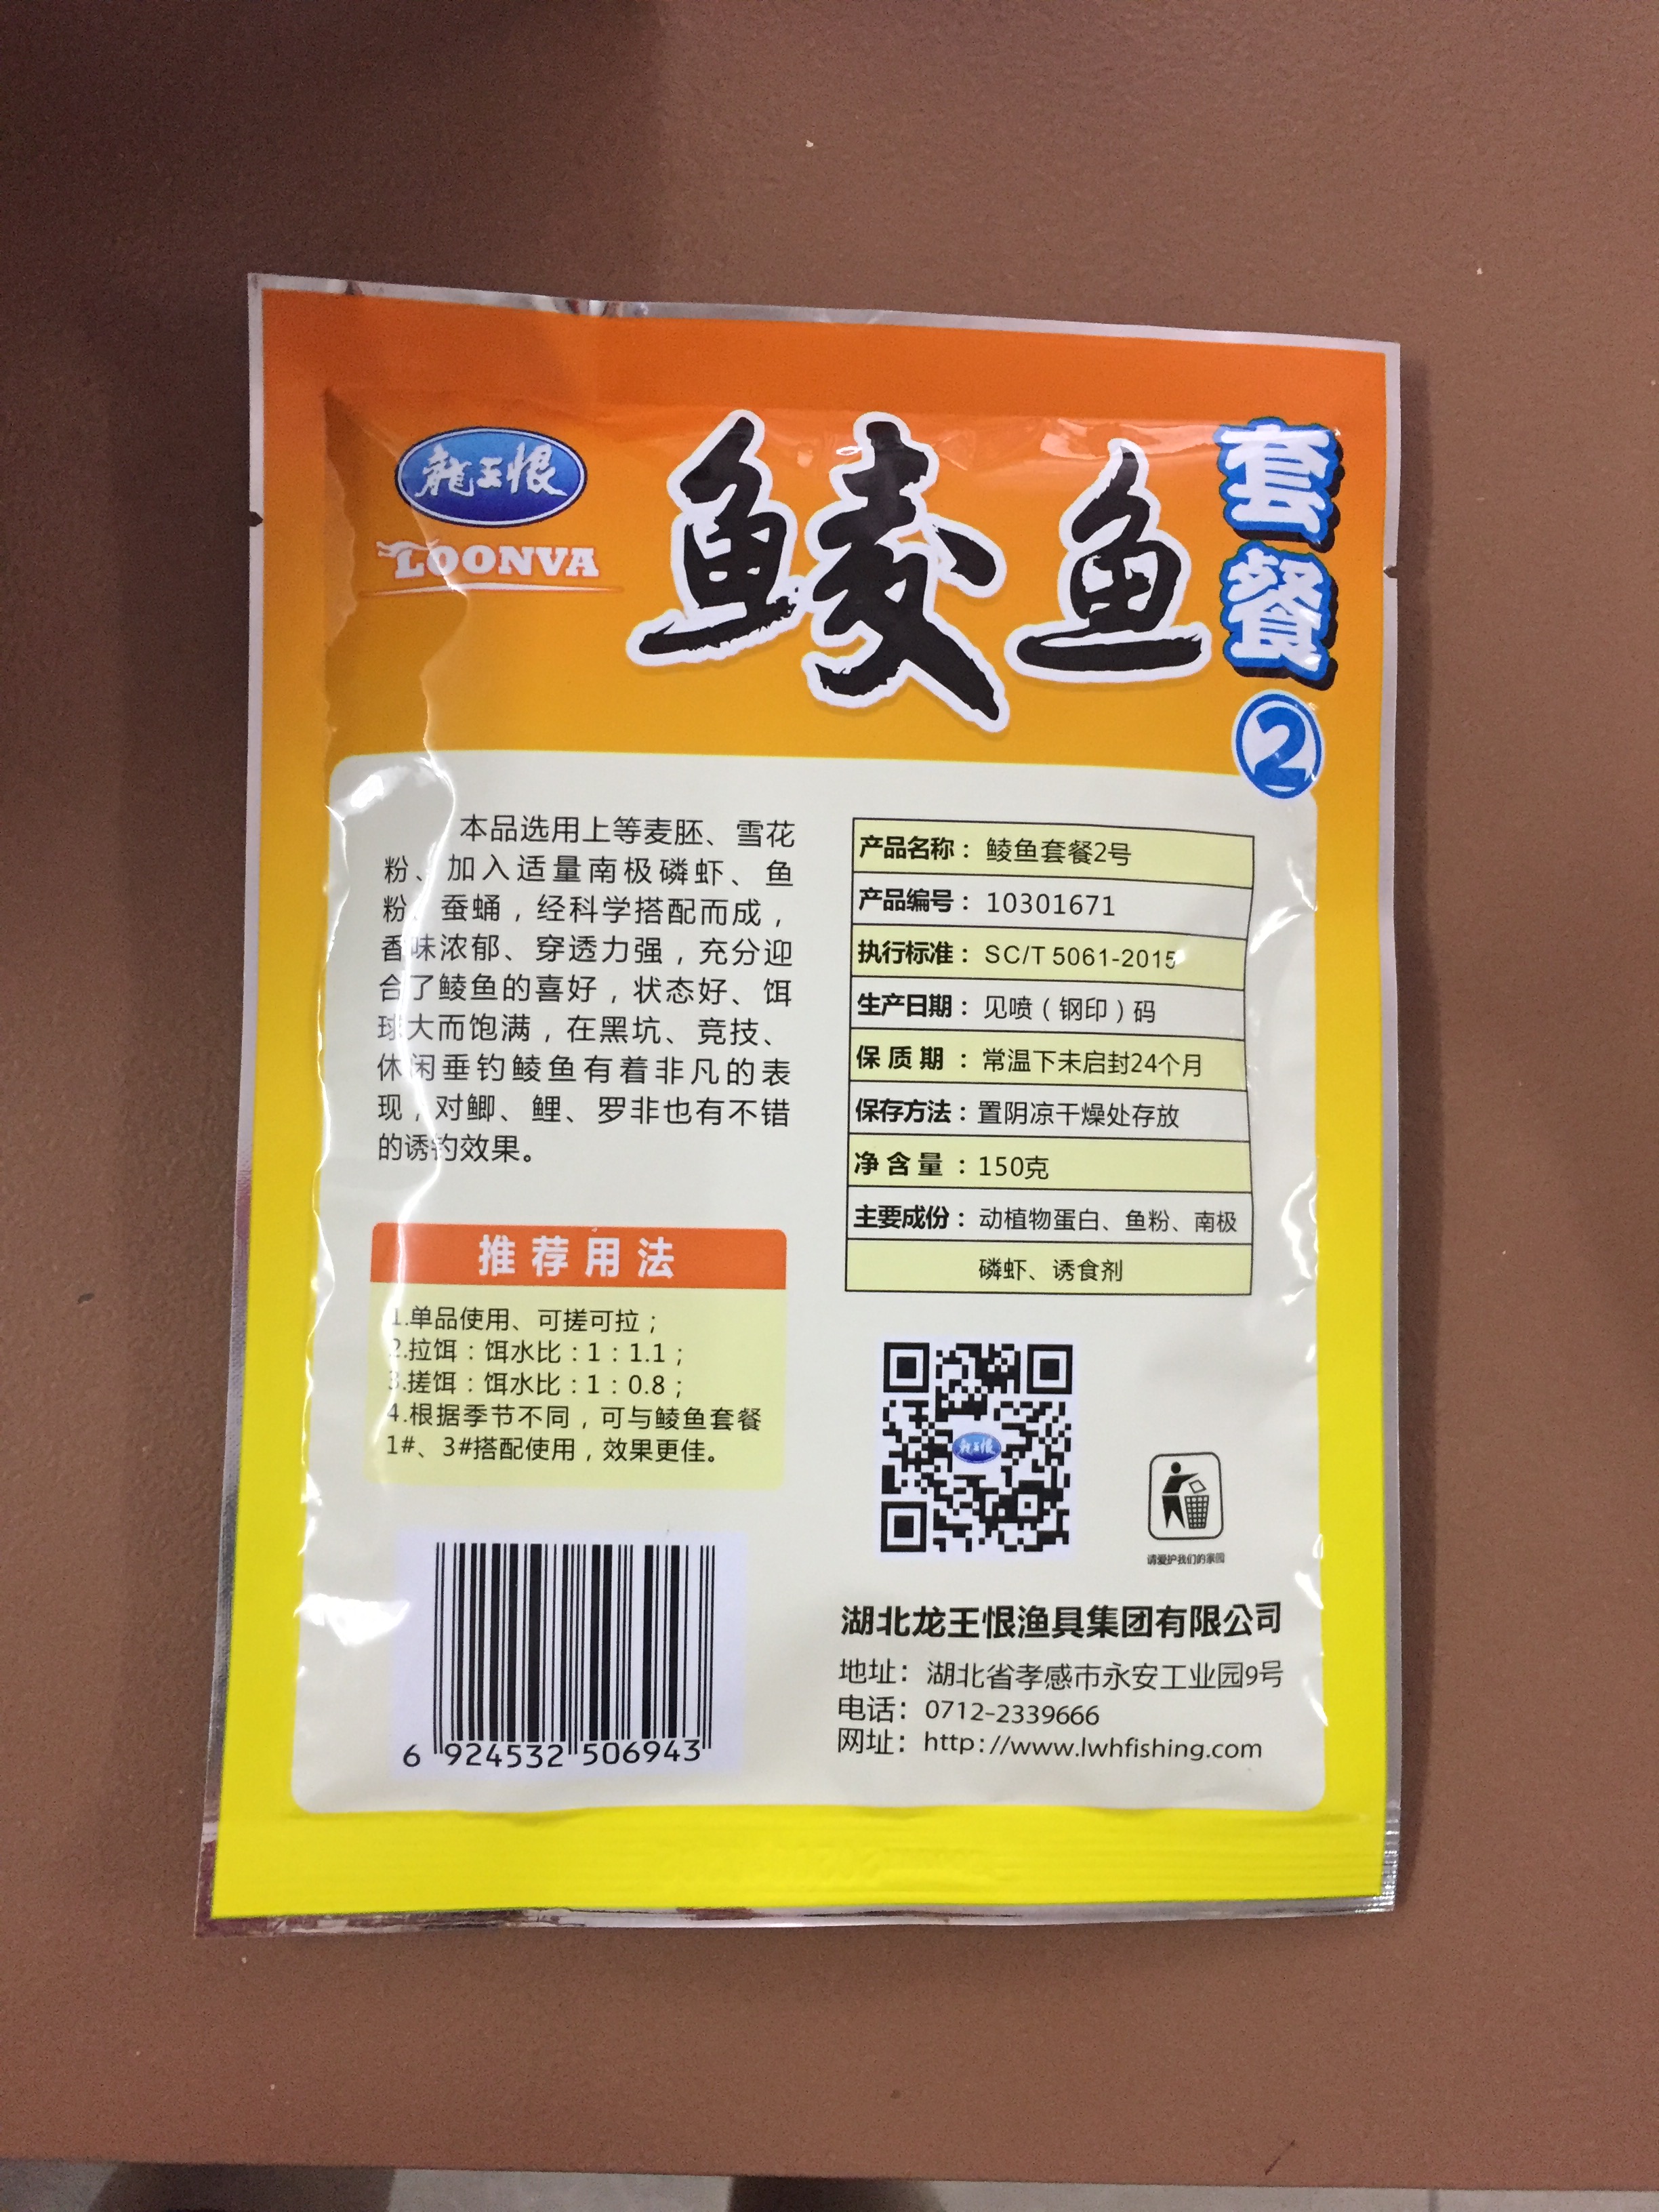 龍王恨
LOONVA
鲮鱼
套餐
2
本品选用上等麦胚、雪花
粉、加入适量南极磷虾、鱼
粉、蚕蛹，经科学搭配而成，
香味浓郁、穿透力强，充分迎
合了鲮鱼的喜好，状态好、饵
球大而饱满，在黑坑、竞技、
休闲垂钓鲮鱼有着非凡的表
现，对鲫、鲤、罗非也有不错
的诱钓效果。
推荐用法
1.单品使用、可搓可拉；
2.拉饵：饵水比：1：1.1；
3.搓饵：饵水比：1：0.8；
4.根据季节不同，可与鲮鱼套餐
1#、3#搭配使用，效果更佳。
6 924532 506943
产品名称：鲮鱼套餐2号
产品编号：10301671
执行标准：SC/T 5061-2015
生产日期：见喷（钢印）码
保质期：常温下未启封24个月
保存方法：置阴凉干燥处存放
净含量：150克
主要成份：动植物蛋白、鱼粉、南极
磷虾、诱食剂
龍王恨
请爱护我们的家园
湖北龙王恨渔具集团有限公司
地址：湖北省孝感市永安工业园9号
电话：0712-2339666
网址：http://www.lwhfishing.com